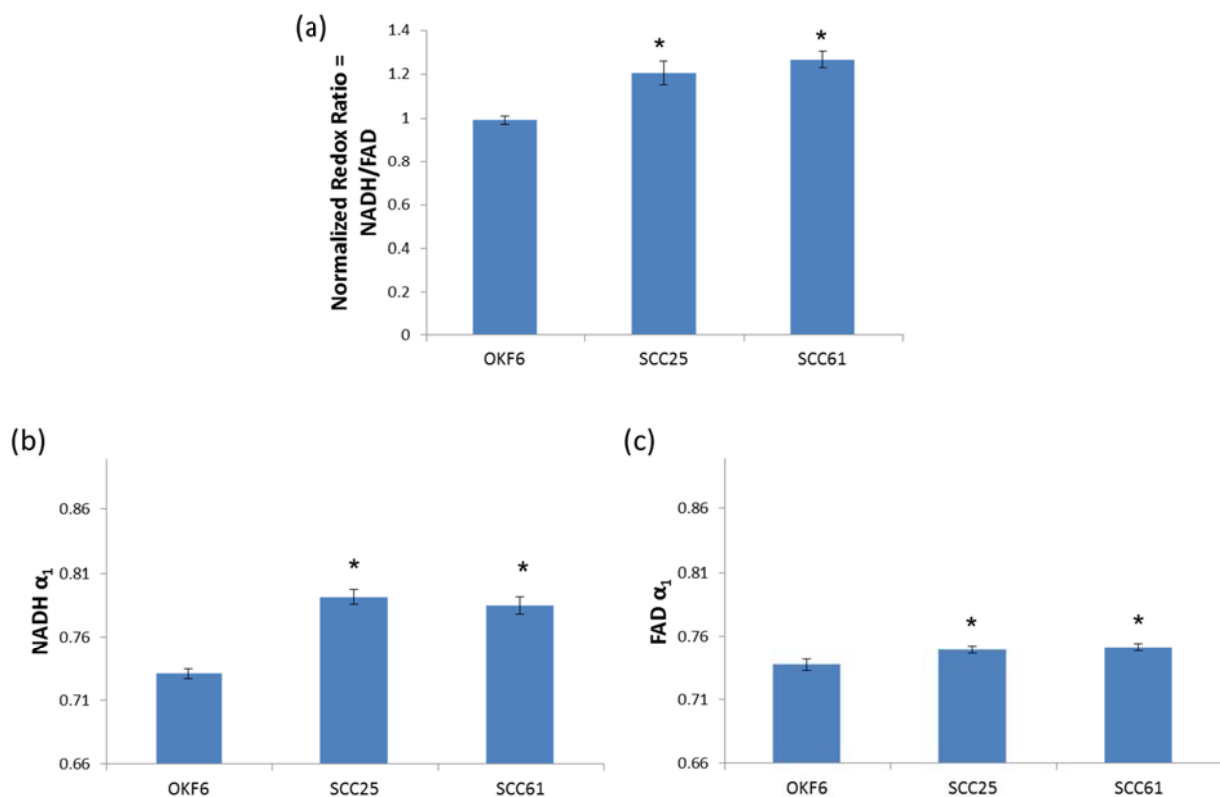 (a)
Normalized Redox Ratio =
NADH/FAD
1.4
1.2
1
0.8
0.6
0.4
0.2
0
*
*
OKF6 SCC25 SCC61
(b)
NADH α₁
0.86
0.81
0.76
0.71
0.66
*
*
OKF6 SCC25 SCC61
(c)
FAD α₁
0.86
0.81
0.76
0.71
0.66
*
*
OKF6 SCC25 SCC61